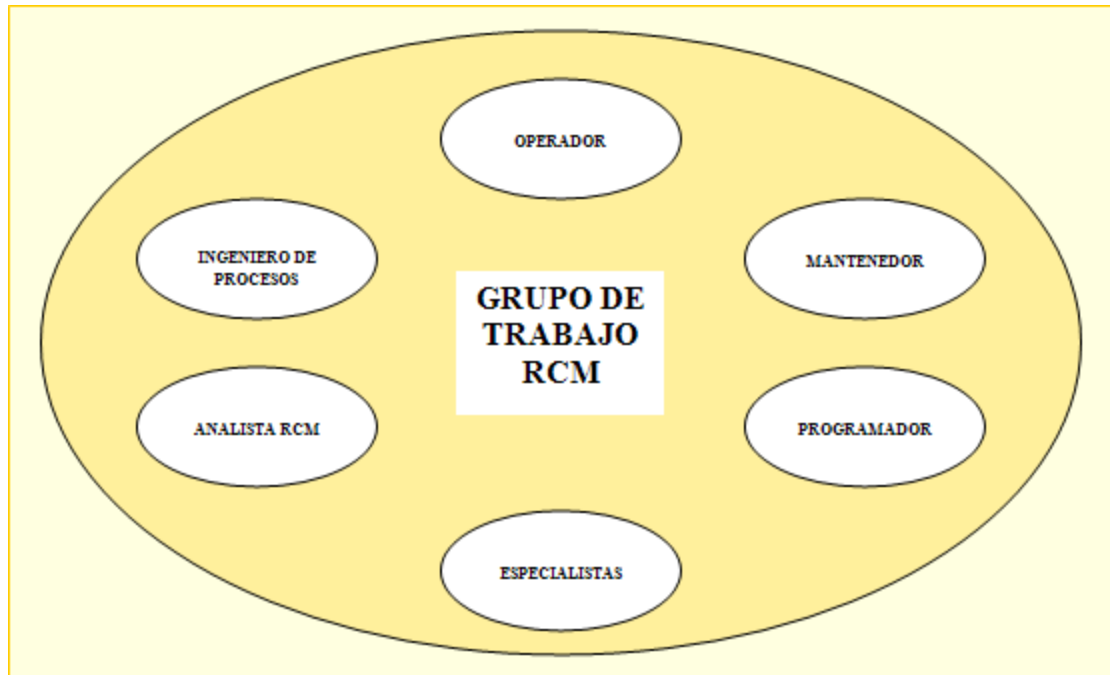 OPERADOR
INGENIERO DE
PROCESOS
MANTENEDOR
GRUPO DE
TRABAJO
RCM
ANALISTA RCM
PROGRAMADOR
ESPECIALISTAS